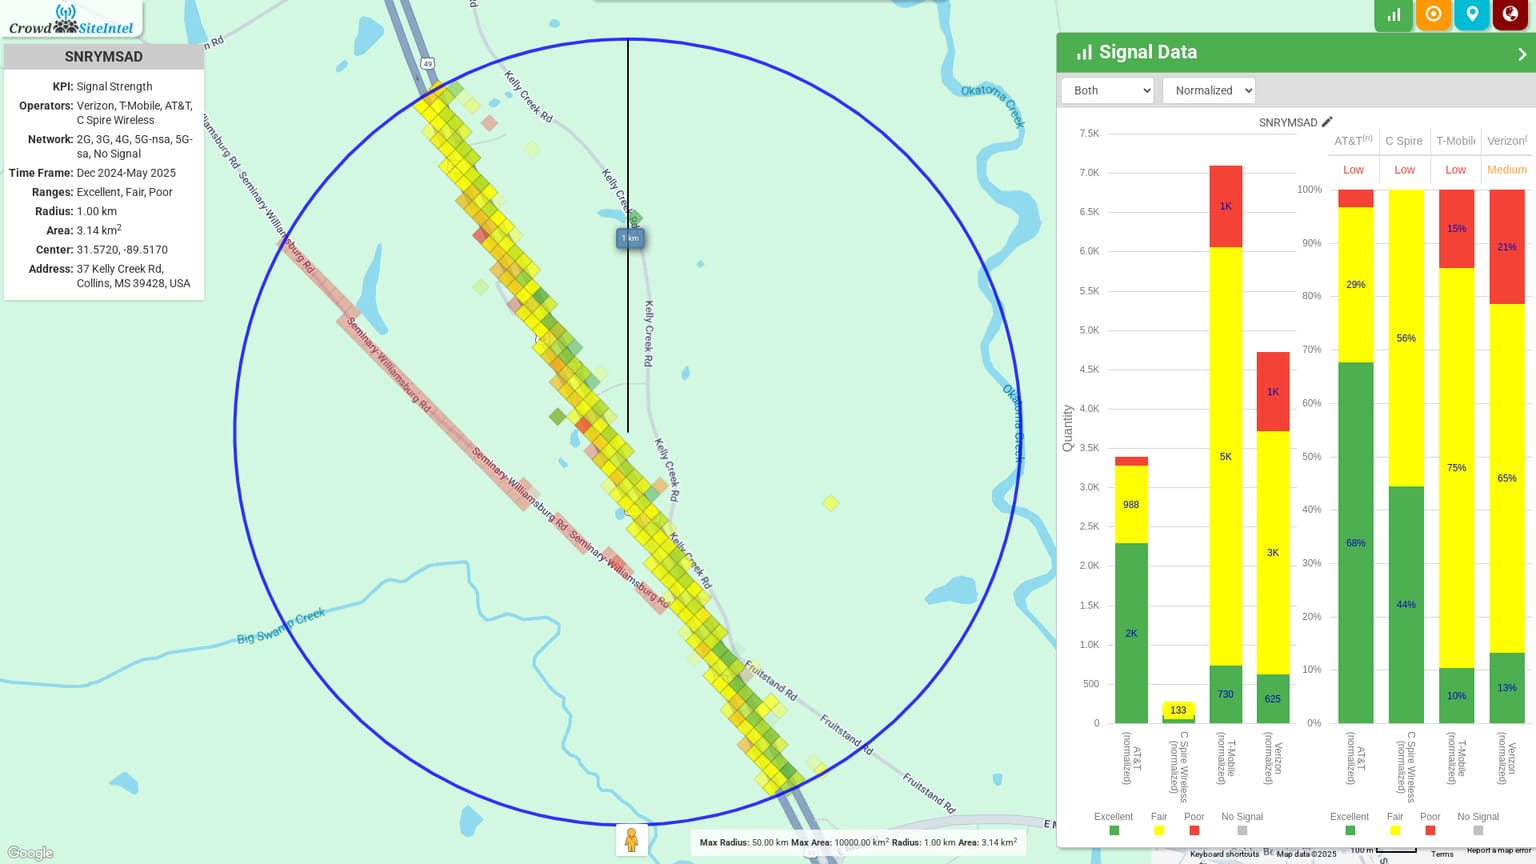 Crowd SiteIntel
SNRYMSAD
KPI: Signal Strength
Operators: Verizon, T-Mobile, AT&T,
C Spire Wireless
Network: 2G, 3G, 4G, 5G-nsa, 5G-
sa, No Signal
Time Frame: Dec 2024-May 2025
Ranges: Excellent, Fair, Poor
Radius: 1.00 km
Area: 3.14 km²
Center: 31.5720, -89.5170
Address: 37 Kelly Creek Rd,
Collins, MS 39428, USA
n Rd
Rd
49
Kelly Creek Rd
Kelly Creek Rd
Kelly Creek Rd
Kelly Creek Rd
Kelly Creek Rd
1 km
Okatoma Creek
Okatoma Creek
Seminary-Williamsburg Rd
Seminary-Williamsburg Rd
Seminary-Williamsburg Rd
Seminary-Williamsburg Rd
Big Swamp Creek
Fruitstand Rd
Fruitstand Rd
Fruitstand Rd
Google
Max Radius: 50.00 km Max Area: 10000.00 km² Radius: 1.00 km Area: 3.14 km²
Signal Data
Both
Normalized
SNRYMSAD
Quantity
7.5K
7.0K
6.5K
6.0K
5.5K
5.0K
4.5K
4.0K
3.5K
3.0K
2.5K
2.0K
1.5K
1.0K
500
0
988
2K
133
1K
5K
730
1K
3K
625
AT&T (normalized)
C Spire Wireless (normalized)
T-Mobile (normalized)
Verizon (normalized)
Excellent Fair Poor No Signal
AT&T(n) C Spire T-Mobile Verizon(
Low Low Low Medium
100%
90%
80%
70%
60%
50%
40%
30%
20%
10%
0%
29%
68%
56%
44%
15%
75%
10%
21%
65%
13%
AT&T (normalized)
C Spire Wireless (normalized)
T-Mobile (normalized)
Verizon (normalized)
Excellent Fair Poor No Signal
Keyboard shortcuts Map data ©2025 100 m Terms Report a map error